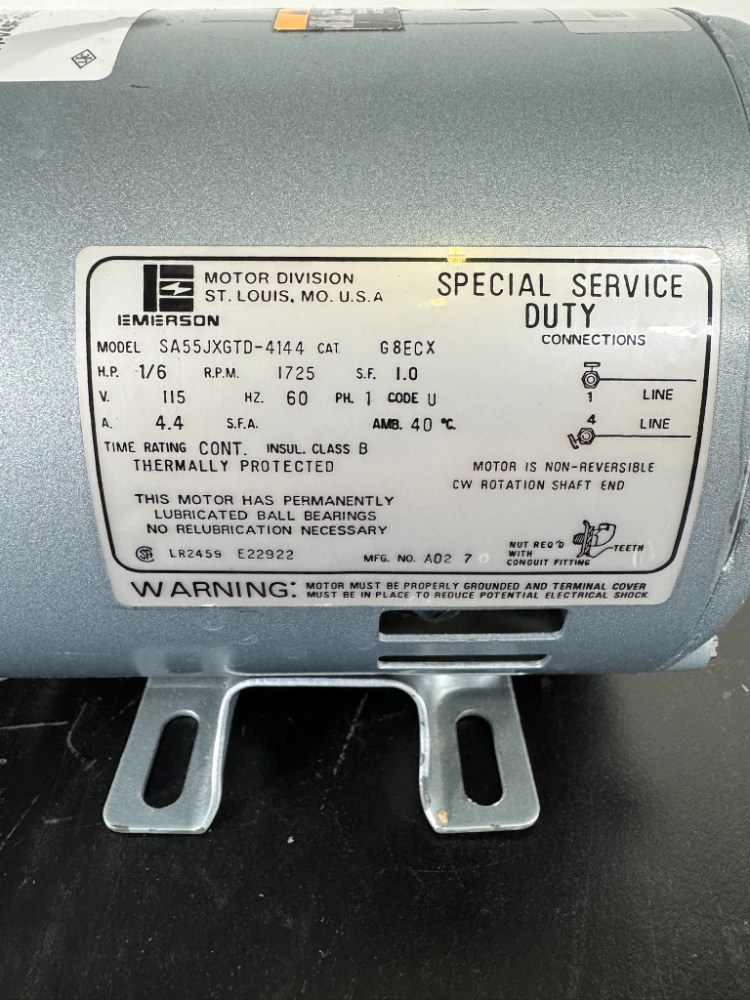 EMERSON
MOTOR DIVISION
ST. LOUIS, MO. U.S.A
SPECIAL SERVICE
DUTY
CONNECTIONS
MODEL SA55JXGTD-4144 CAT. G8ECX
H.P. 1/6 R.P.M. 1725 S.F. 1.0
V. 115 HZ. 60 PH. 1 CODE U
A. 4.4 S.F.A. AMB. 40 °C.
TIME RATING CONT. INSUL. CLASS B
THERMALLY PROTECTED
1 LINE
4 LINE
MOTOR IS NON-REVERSIBLE
CW ROTATION SHAFT END
THIS MOTOR HAS PERMANENTLY
LUBRICATED BALL BEARINGS
NO RELUBRICATION NECESSARY
LR2459 E22922
MFG. NO. A02 7
NUT REQ'D
WITH
CONDUIT FITTING
TEETH
WARNING: MOTOR MUST BE PROPERLY GROUNDED AND TERMINAL COVER
MUST BE IN PLACE TO REDUCE POTENTIAL ELECTRICAL SHOCK.